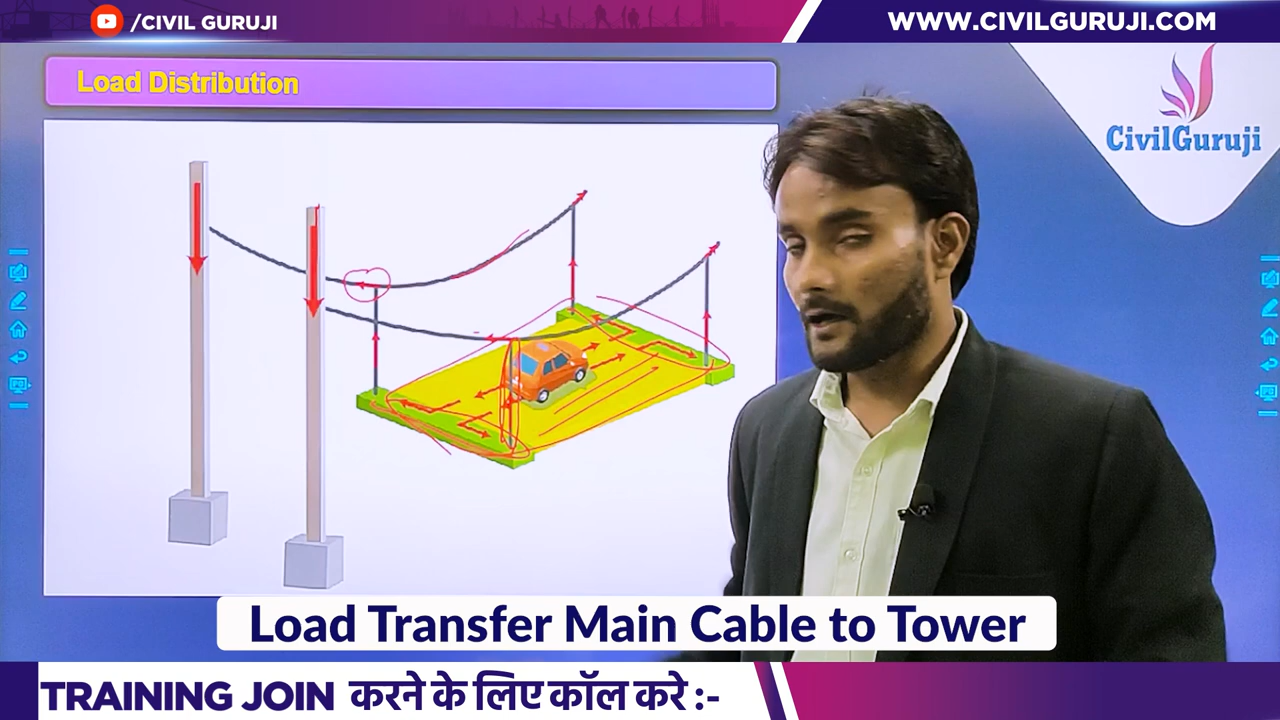 /CIVIL GURUJI
WWW.CIVILGURUJI.COM
Load Distribution
CivilGuruji
Load Transfer Main Cable to Tower
TRAINING JOIN करने के लिए कॉल करे :-